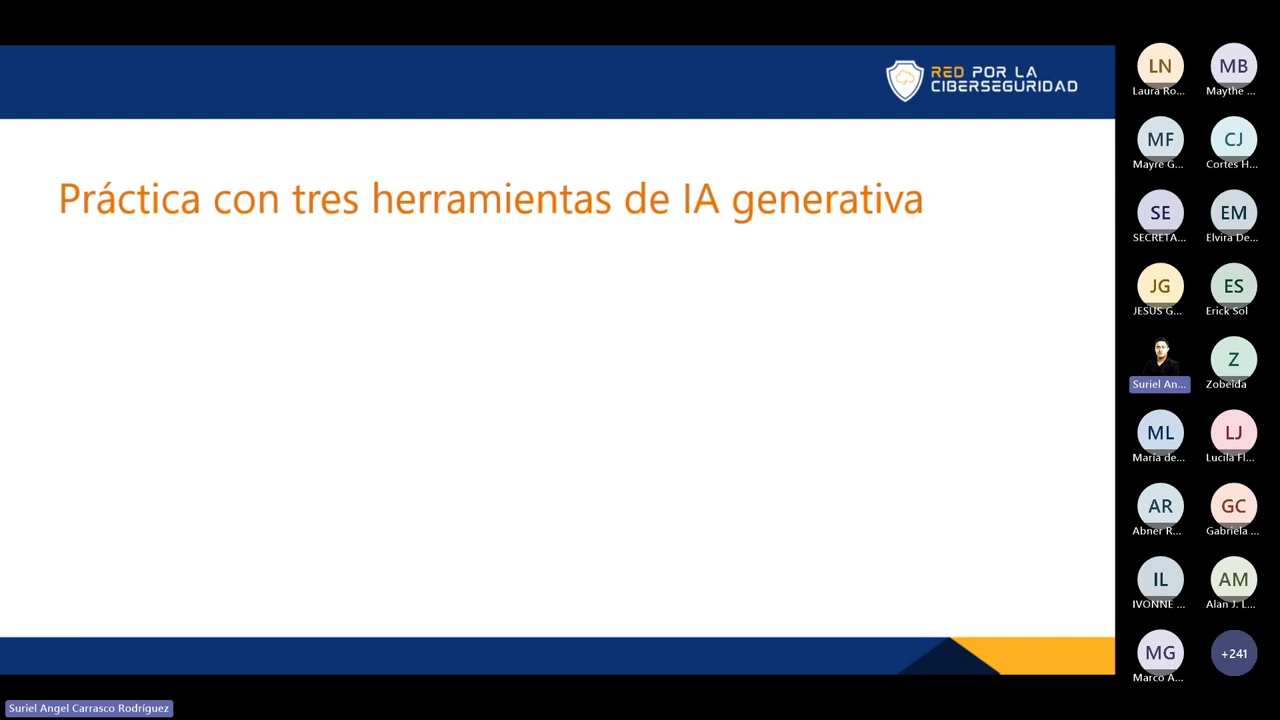 RED POR LA
CIBERSEGURIDAD
Práctica con tres herramientas de IA generativa
LN
Laura Ro...
MB
Maythe ...
MF
Mayre G...
CJ
Cortes H...
SE
SECRETA...
EM
Elvira De...
JG
JESUS G...
ES
Erick Sol
Suriel An...
Z
Zobeida
ML
Maria de...
LJ
Lucila Fl...
AR
Abner R...
GC
Gabriela ...
IL
IVONNE ...
AM
Alan J. L...
MG
Marco A...
+241
Suriel Angel Carrasco Rodríguez